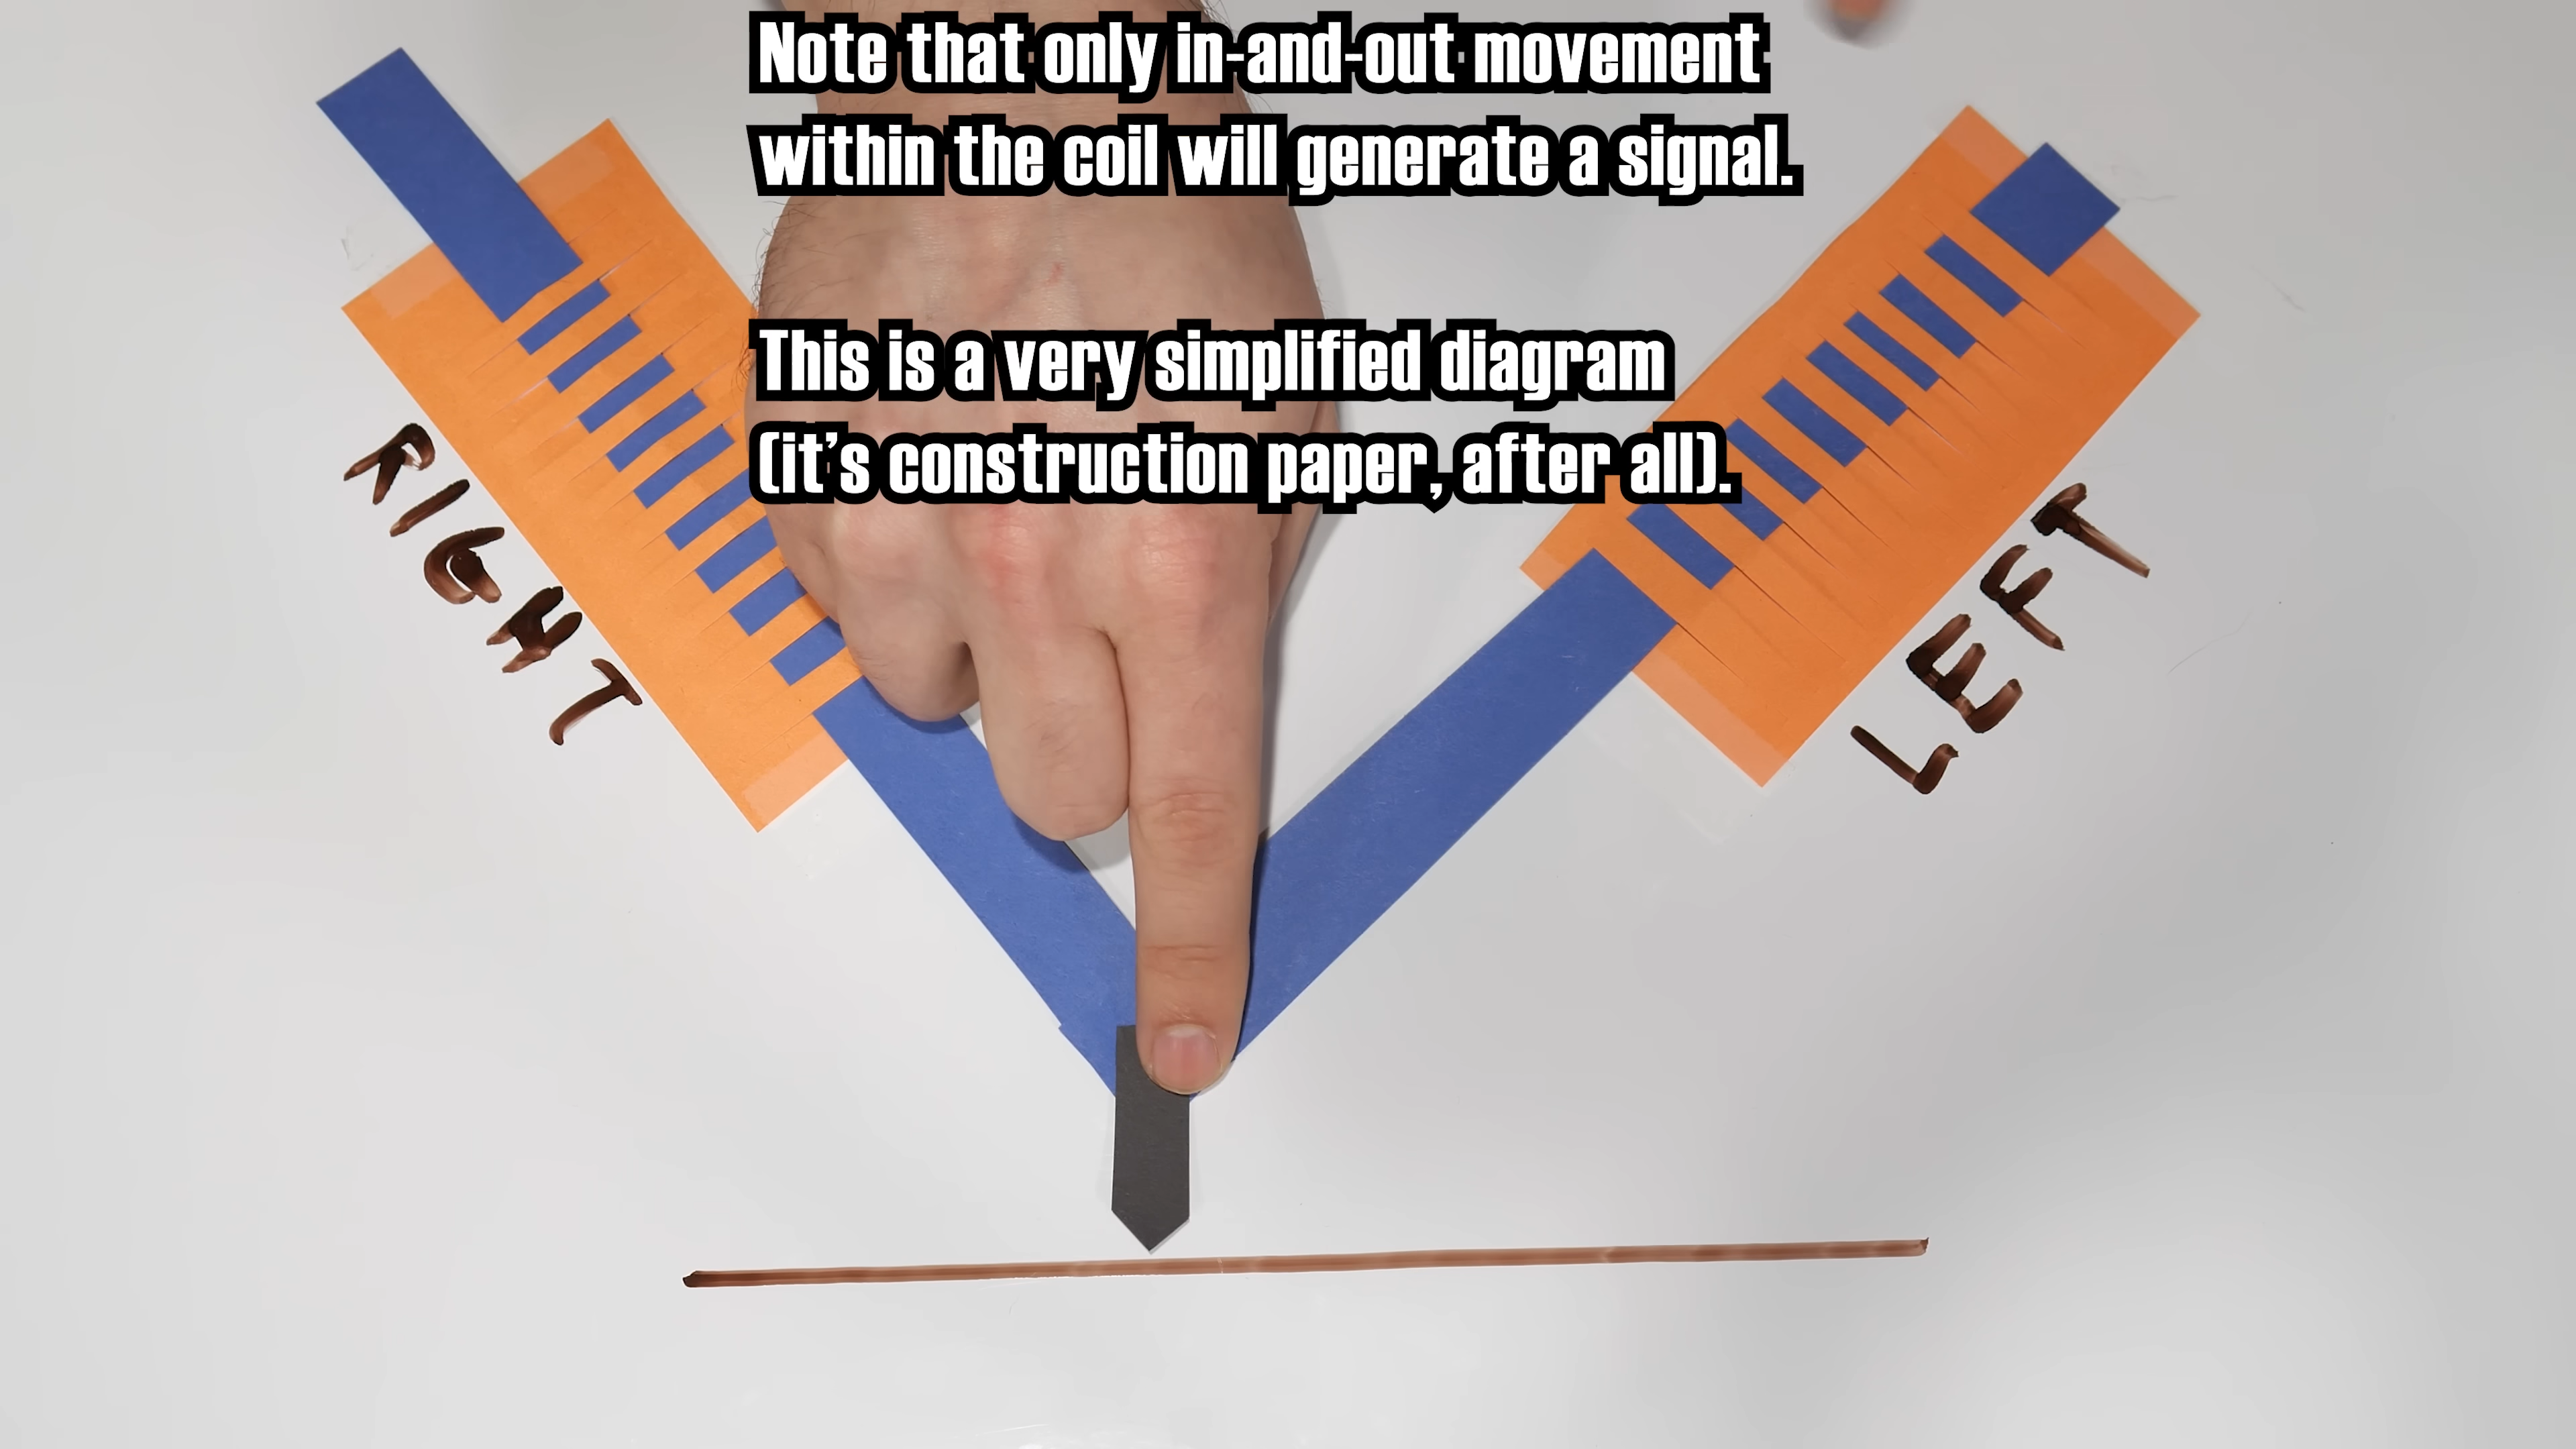 Note that only in-and-out movement
within the coil will generate a signal.
This is a very simplified diagram
(it's construction paper, after all).
RIGHT
LEFT